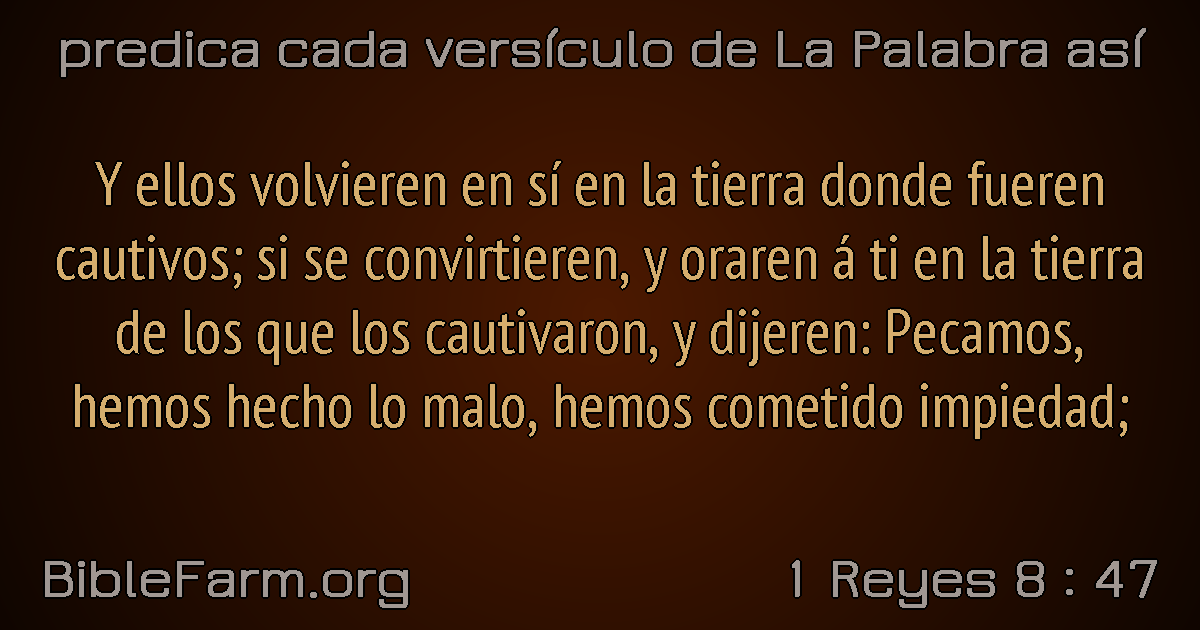 predica cada versículo de La Palabra así
Y ellos volvieren en sí en la tierra donde fueren
cautivos; si se convirtieren, y oraren á ti en la tierra
de los que los cautivaron, y dijeren: Pecamos,
hemos hecho lo malo, hemos cometido impiedad;
BibleFarm.org
1 Reyes 8 : 47